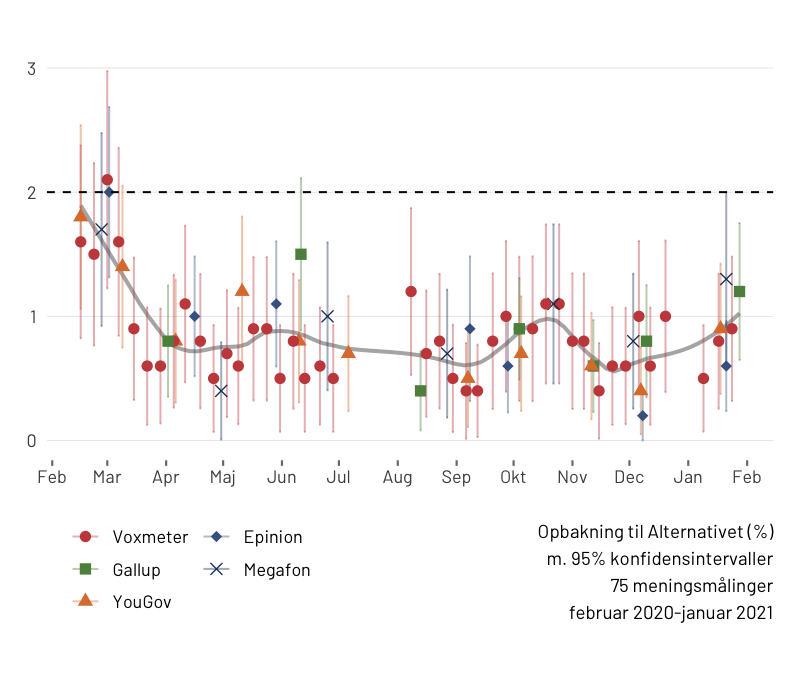 3
2
1
0
Feb Mar Apr Maj Jun Jul Aug Sep Okt Nov Dec Jan Feb
Voxmeter Epinion
Gallup Megafon
YouGov
Opbakning til Alternativet (%)
m. 95% konfidensintervaller
75 meningsmålinger
februar 2020-januar 2021